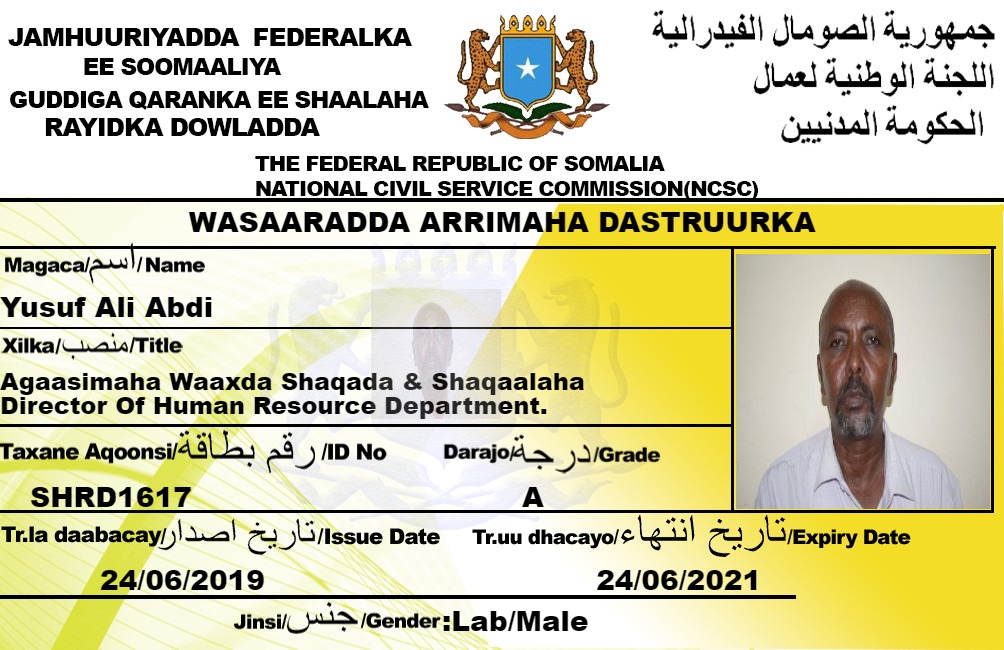 JAMHUURIYADDA FEDERALKA
EE SOOMAALIYA
GUDDIGA QARANKA EE SHAALAHA
RAYIDKA DOWLADDA
جمهورية الصومال الفيدرالية
اللجنة الوطنية لعمال
الحكومة المدنيين
THE FEDERAL REPUBLIC OF SOMALIA
NATIONAL CIVIL SERVICE COMMISSION(NCSC)
WASAARADDA ARRIMAHA DASTRUURKA
Magaca/اسم/Name
Yusuf Ali Abdi
Xilka/منصب/Title
Agaasimaha Waaxda Shaqada & Shaqaalaha
Director Of Human Resource Department.
Taxane Aqoonsi/رقم بطاقة/ID No
Darajo/درجة/Grade
SHRD1617
A
Tr.la daabacay/تاريخ اصدار/Issue Date
Tr.uu dhacayo/تاريخ انتهاء/Expiry Date
24/06/2019
24/06/2021
Jinsi/جنس/Gender:Lab/Male